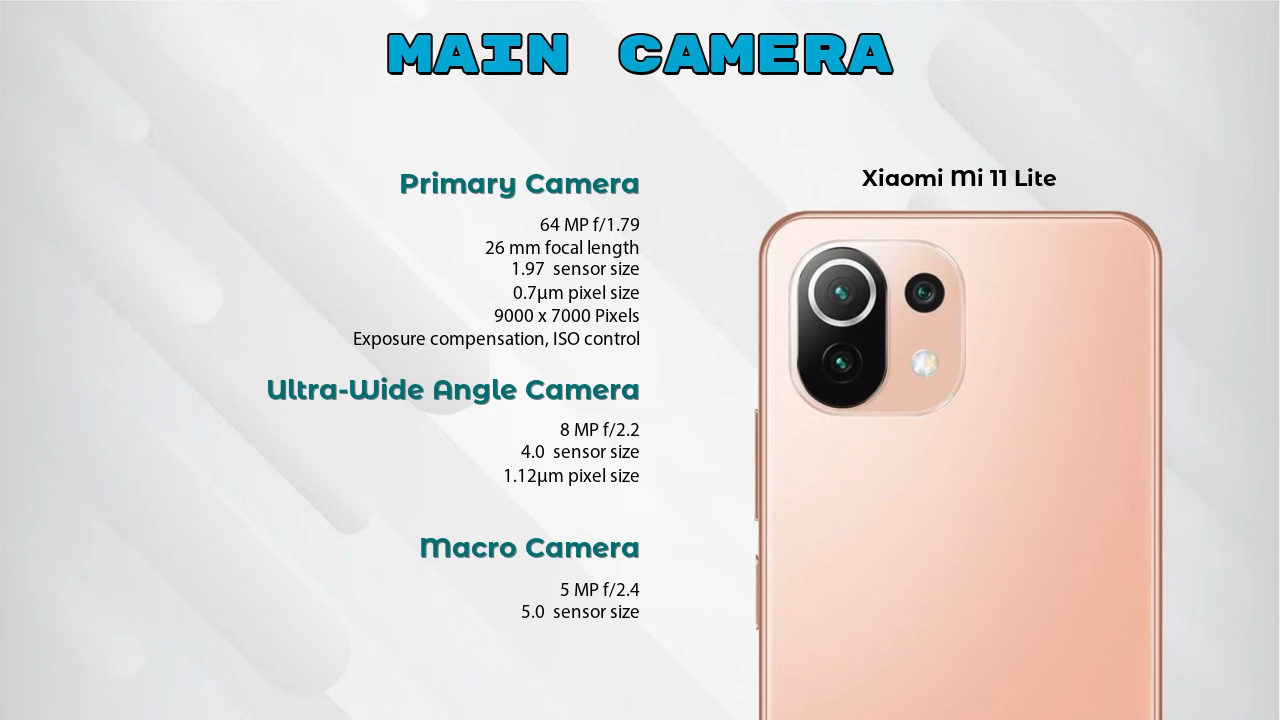 MAIN CAMERA
Primary Camera
64 MP f/1.79
26 mm focal length
1.97 sensor size
0.7µm pixel size
9000 x 7000 Pixels
Exposure compensation, ISO control
Ultra-Wide Angle Camera
8 MP f/2.2
4.0 sensor size
1.12µm pixel size
Macro Camera
5 MP f/2.4
5.0 sensor size
Xiaomi Mi 11 Lite